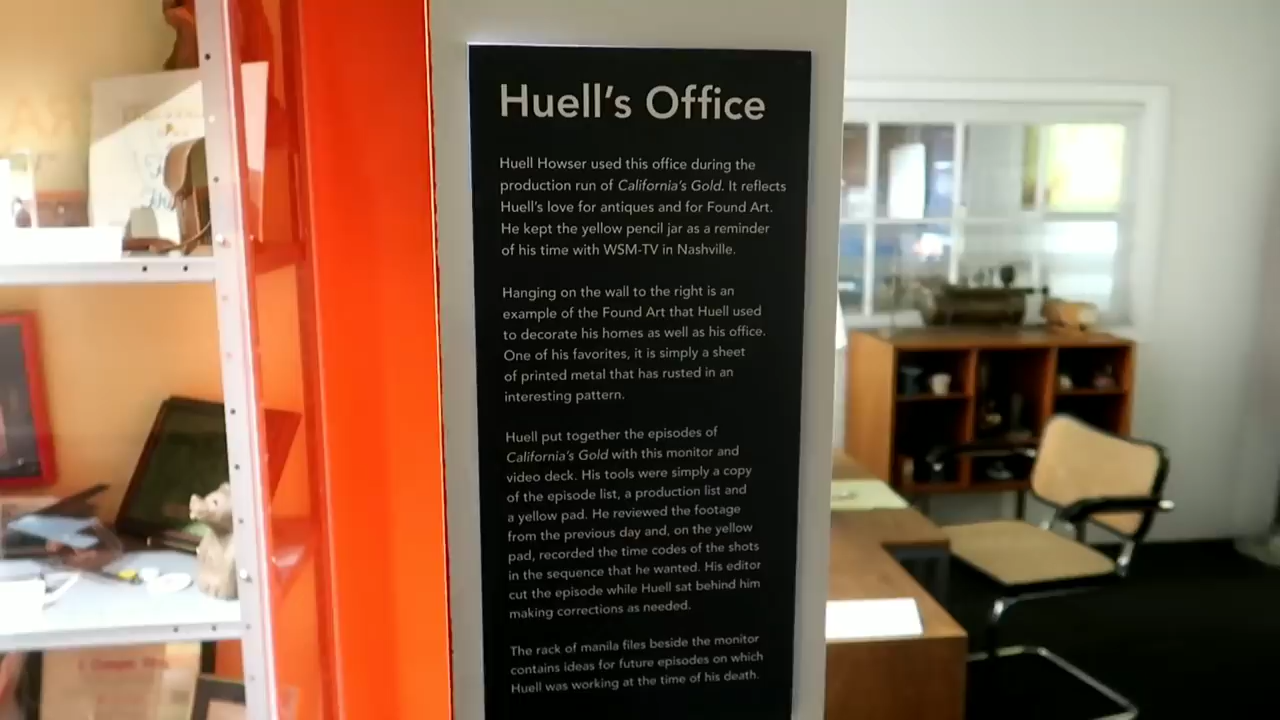 Huell's Office
Huell Howser used this office during the
production run of California's Gold. It reflects
Huell's love for antiques and for Found Art.
He kept the yellow pencil jar as a reminder
of his time with WSM-TV in Nashville.
Hanging on the wall to the right is an
example of the Found Art that Huell used
to decorate his homes as well as his office.
One of his favorites, it is simply a sheet
of printed metal that has rusted in an
interesting pattern.
Huell put together the episodes of
California's Gold with this monitor and
video deck. His tools were simply a copy
of the episode list, a production list and
a yellow pad. He reviewed the footage
from the previous day and, on the yellow
pad, recorded the time codes of the shots
in the sequence that he wanted. His editor
cut the episode while Huell sat behind him
making corrections as needed.
The rack of manila files beside the monitor
contains ideas for future episodes on which
Huell was working at the time of his death.